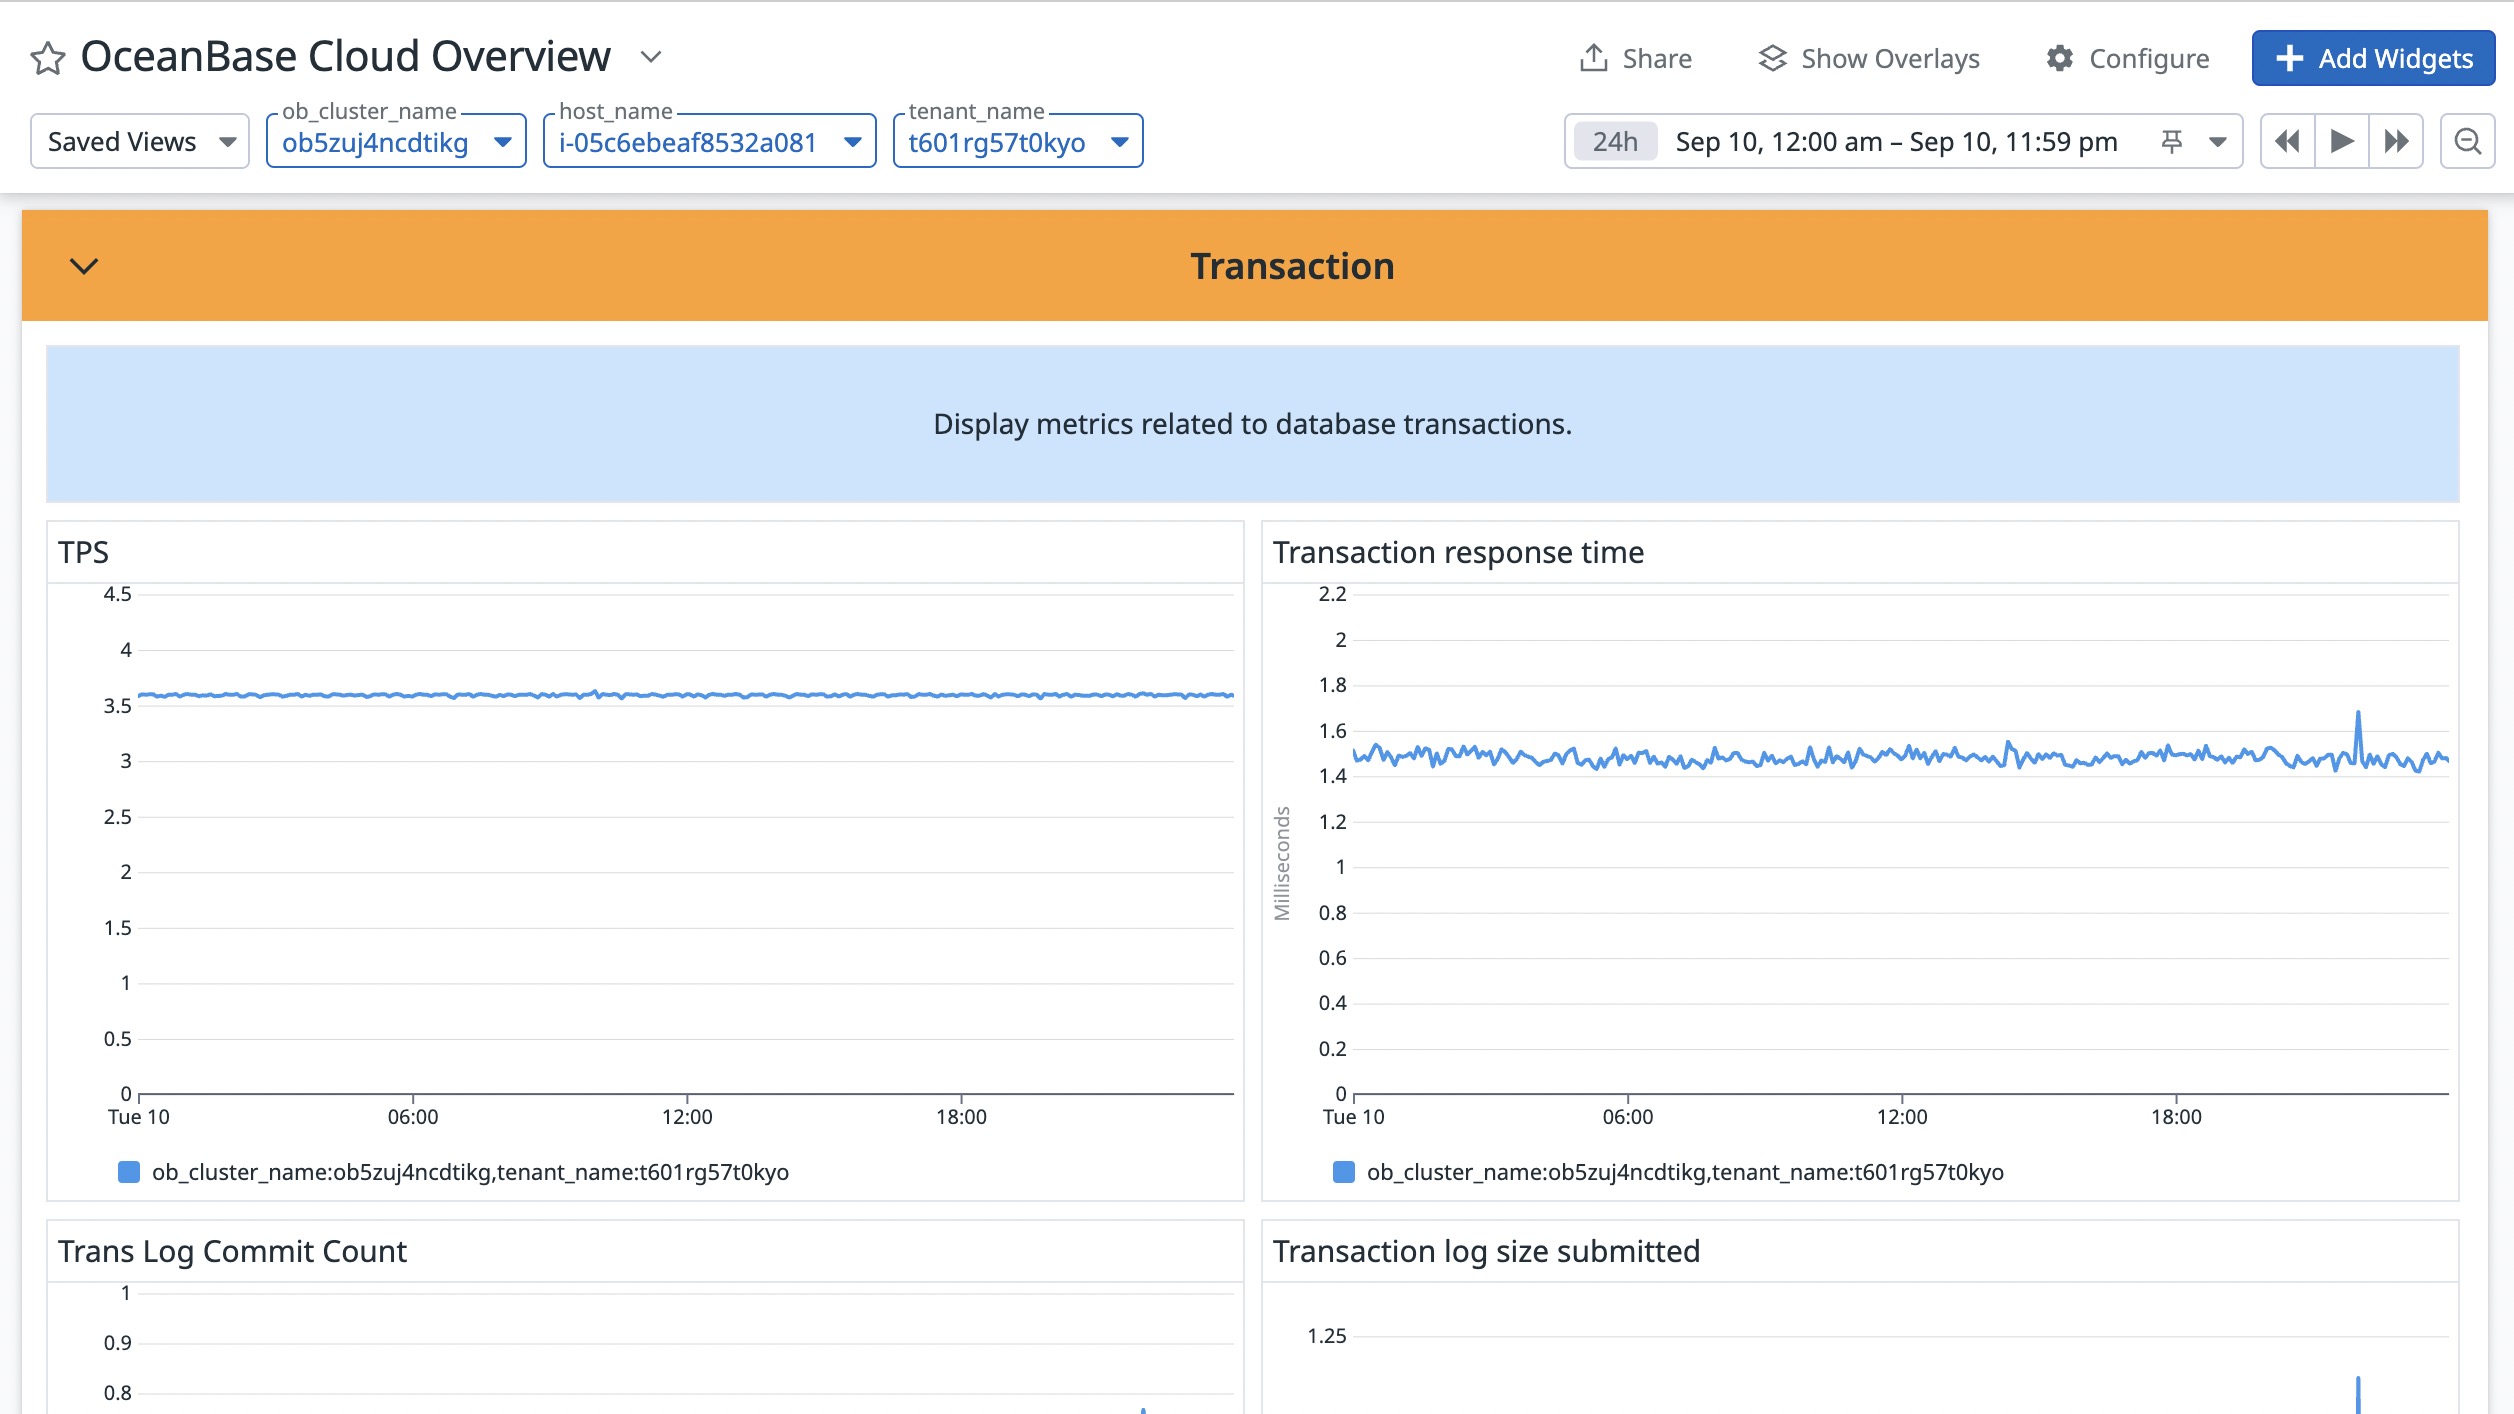 OceanBase Cloud Overview
Share
Show Overlays
Configure
Add Widgets
Saved Views
ob_cluster_name
ob5zuj4ncdtikg
host_name
i-05c6ebeaf8532a081
tenant_name
t601rg57t0kyo
24h
Sep 10, 12:00 am – Sep 10, 11:59 pm
Transaction
Display metrics related to database transactions.
TPS
4.5
4
3.5
3
2.5
2
1.5
1
0.5
0
Tue 10
06:00
12:00
18:00
ob_cluster_name:ob5zuj4ncdtikg,tenant_name:t601rg57t0kyo
Transaction response time
Milliseconds
2.2
2
1.8
1.6
1.4
1.2
1
0.8
0.6
0.4
0.2
0
Tue 10
06:00
12:00
18:00
ob_cluster_name:ob5zuj4ncdtikg,tenant_name:t601rg57t0kyo
Trans Log Commit Count
1
0.9
0.8
Transaction log size submitted
1.25